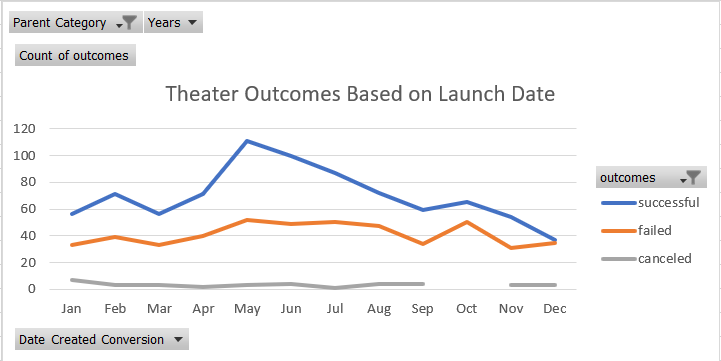 Parent Category Years
Count of outcomes
Theater Outcomes Based on Launch Date
120
100
80
60
40
20
0
Jan Feb Mar Apr May Jun Jul Aug Sep Oct Nov Dec
outcomes
successful
failed
canceled
Date Created Conversion